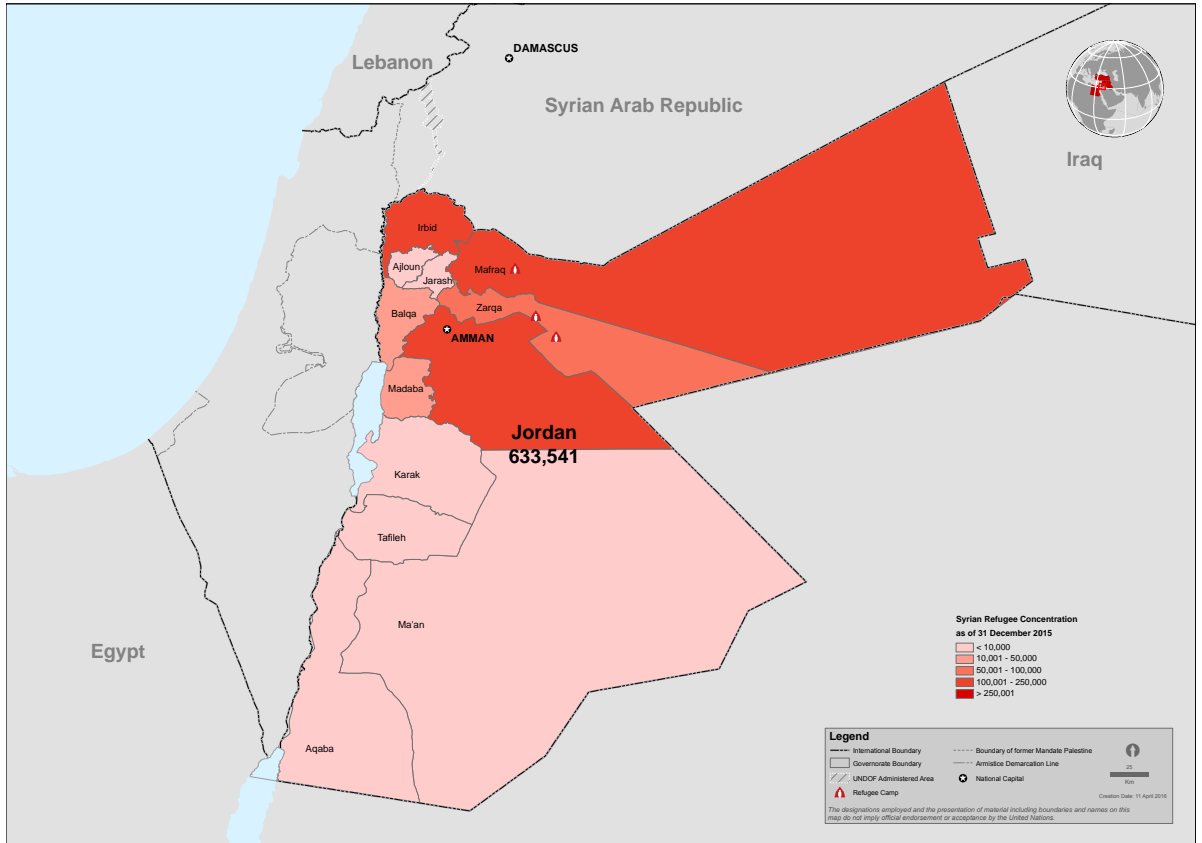 DAMASCUS
Lebanon
Syrian Arab Republic
Iraq
Irbid
Ajloun
Mafraq
Jarash
Zarqa
Balqa
AMMAN
Madaba
Jordan
633,541
Karak
Tafileh
Ma'an
Egypt
Aqaba
Syrian Refugee Concentration
as of 31 December 2015
< 10,000
10,001 - 50,000
50,001 - 100,000
100,001 - 250,000
> 250,001
Legend
International Boundary
Governorate Boundary
UNDOF Administered Area
Refugee Camp
Boundary of former Mandate Palestine
Armistice Demarcation Line
National Capital
25
Km
Creation Date: 11 April 2016
The designations employed and the presentation of material including boundaries and names on this
map do not imply official endorsement or acceptance by the United Nations.